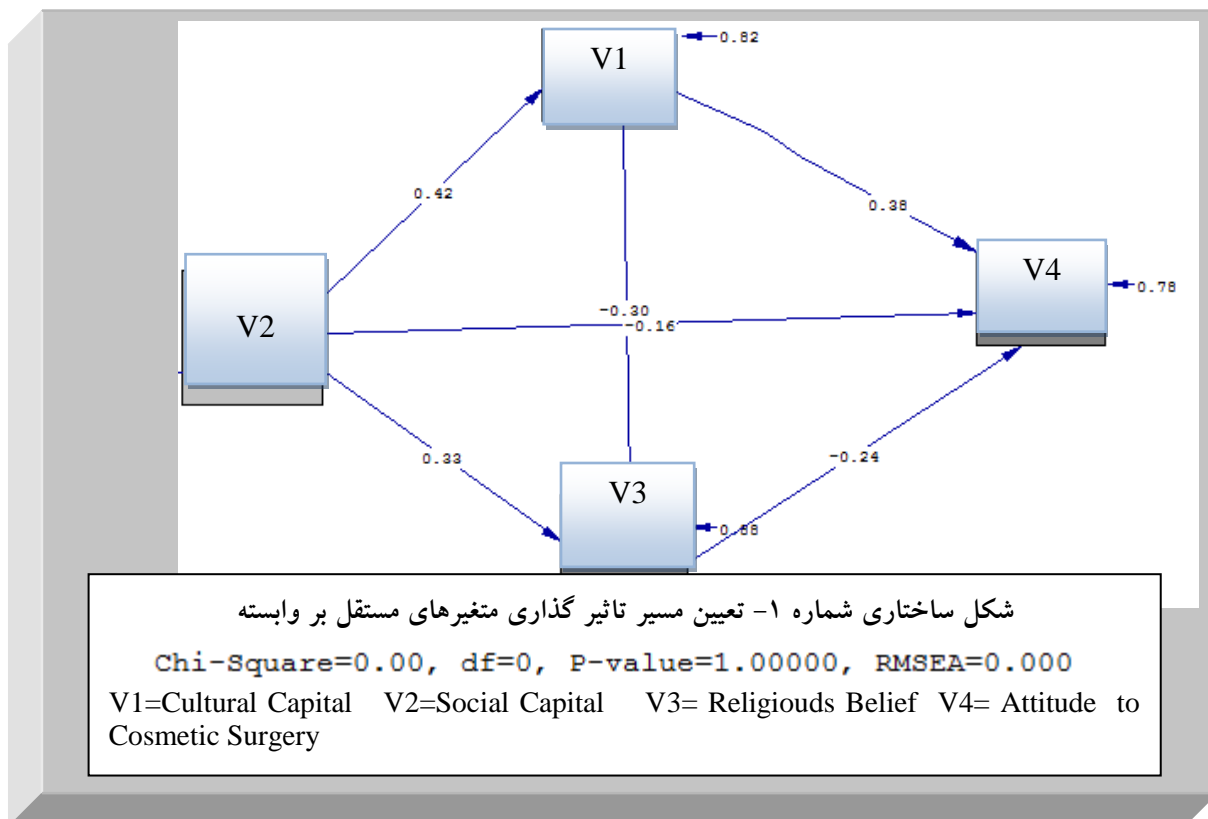 V1
0.82
0.42
0.38
V4
0.78
V2
-0.30
-0.16
0.33
-0.24
V3
شکل ساختاری شماره ۱- تعیین مسیر تاثیر گذاری متغیرهای مستقل بر وابسته
Chi-Square=0.00, df=0, P-value=1.00000, RMSEA=0.000
V1=Cultural Capital V2=Social Capital V3= Religiouds Belief V4= Attitude to
Cosmetic Surgery